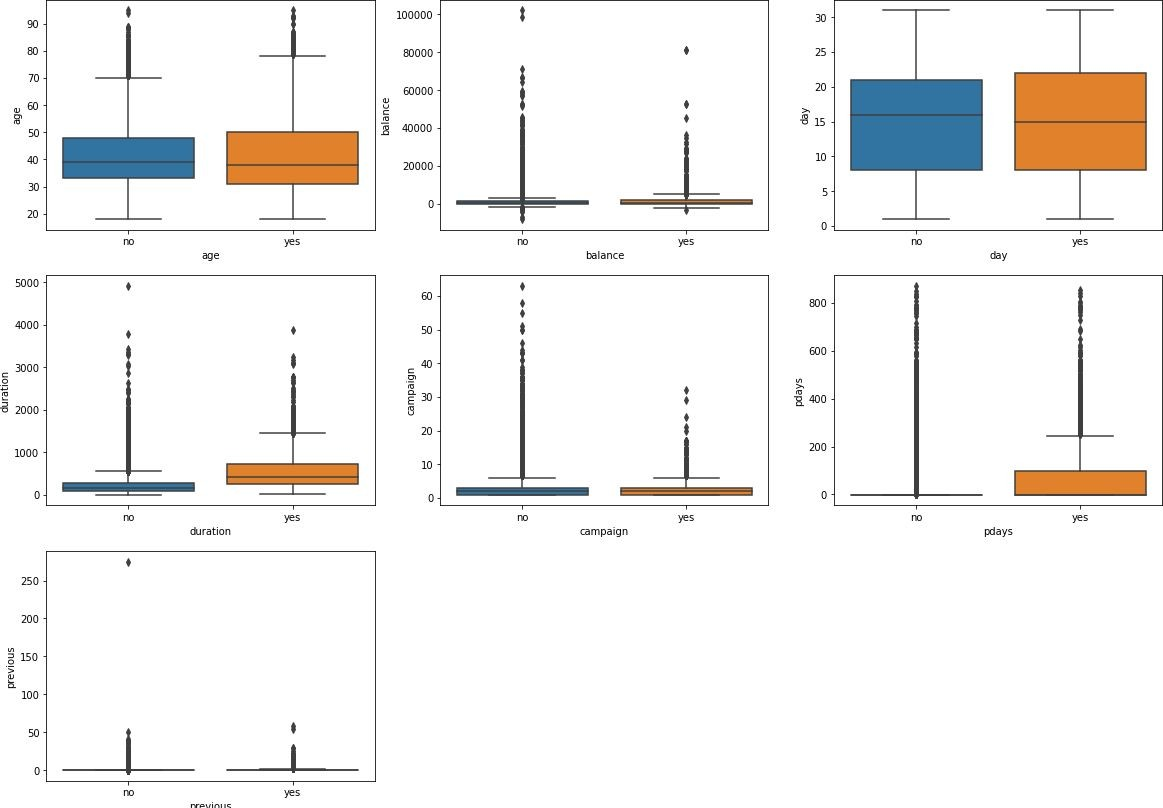 90
80
70
60
50
40
30
20
age
no
yes
age
100000
80000
60000
40000
20000
0
balance
no
yes
balance
30
25
20
15
10
5
0
day
no
yes
day
5000
4000
3000
2000
1000
0
duration
no
yes
duration
60
50
40
30
20
10
0
campaign
no
yes
campaign
800
600
400
200
0
pdays
no
yes
pdays
250
200
150
100
50
0
previous
no
yes
previous